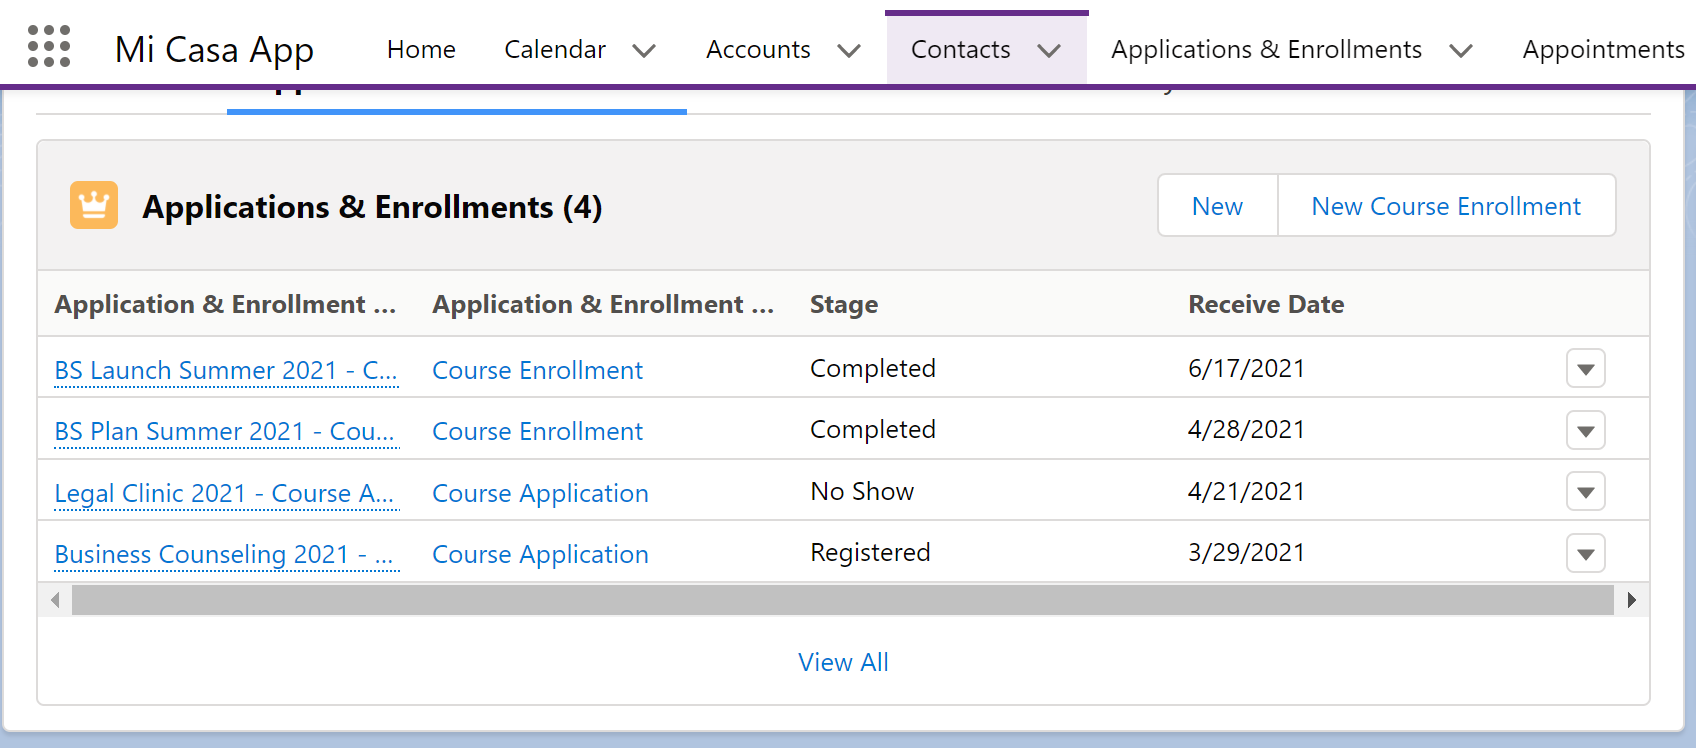 Mi Casa App Home Calendar Accounts Contacts Applications & Enrollments Appointments
Applications & Enrollments (4) New New Course Enrollment
Application & Enrollment ... Application & Enrollment ... Stage Receive Date
BS Launch Summer 2021 - C... Course Enrollment Completed 6/17/2021
BS Plan Summer 2021 - Cou... Course Enrollment Completed 4/28/2021
Legal Clinic 2021 - Course A... Course Application No Show 4/21/2021
Business Counseling 2021 - ... Course Application Registered 3/29/2021
View All